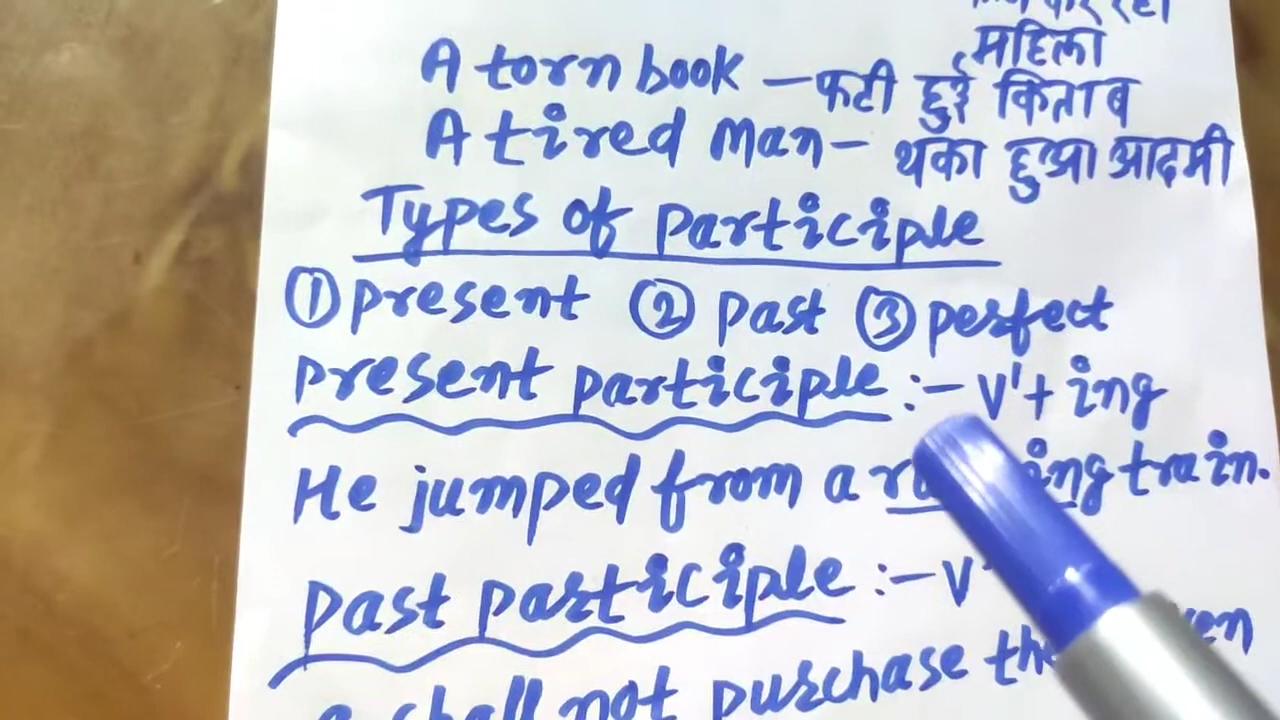 महिला
A torn book – फटी हुई किताब
A tired man – थका हुआ आदमी
Types of participle
① present ② past ③ perfect
present participle :- V¹+ ing
He jumped from a train.
past participle :- V
shall not purchase